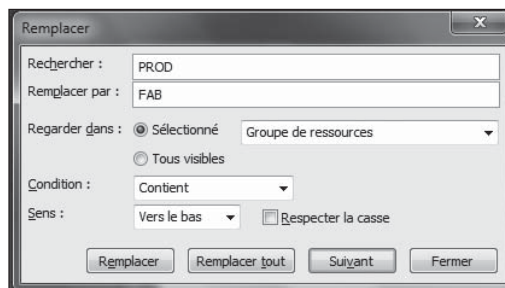 Remplacer
Rechercher : PROD
Remplacer par : FAB
Regarder dans : Sélectionné Groupe de ressources
Tous visibles
Condition : Contient
Sens : Vers le bas Respecter la casse
Remplacer Remplacer tout Suivant Fermer